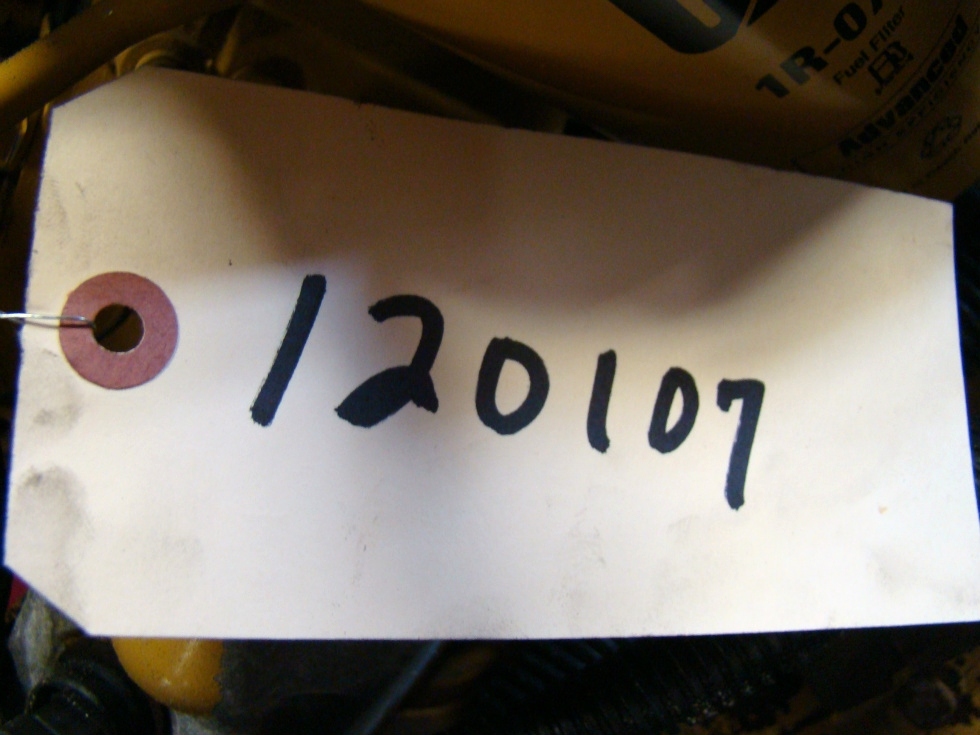 1R-0
Fuel Filter
Advanced
120107